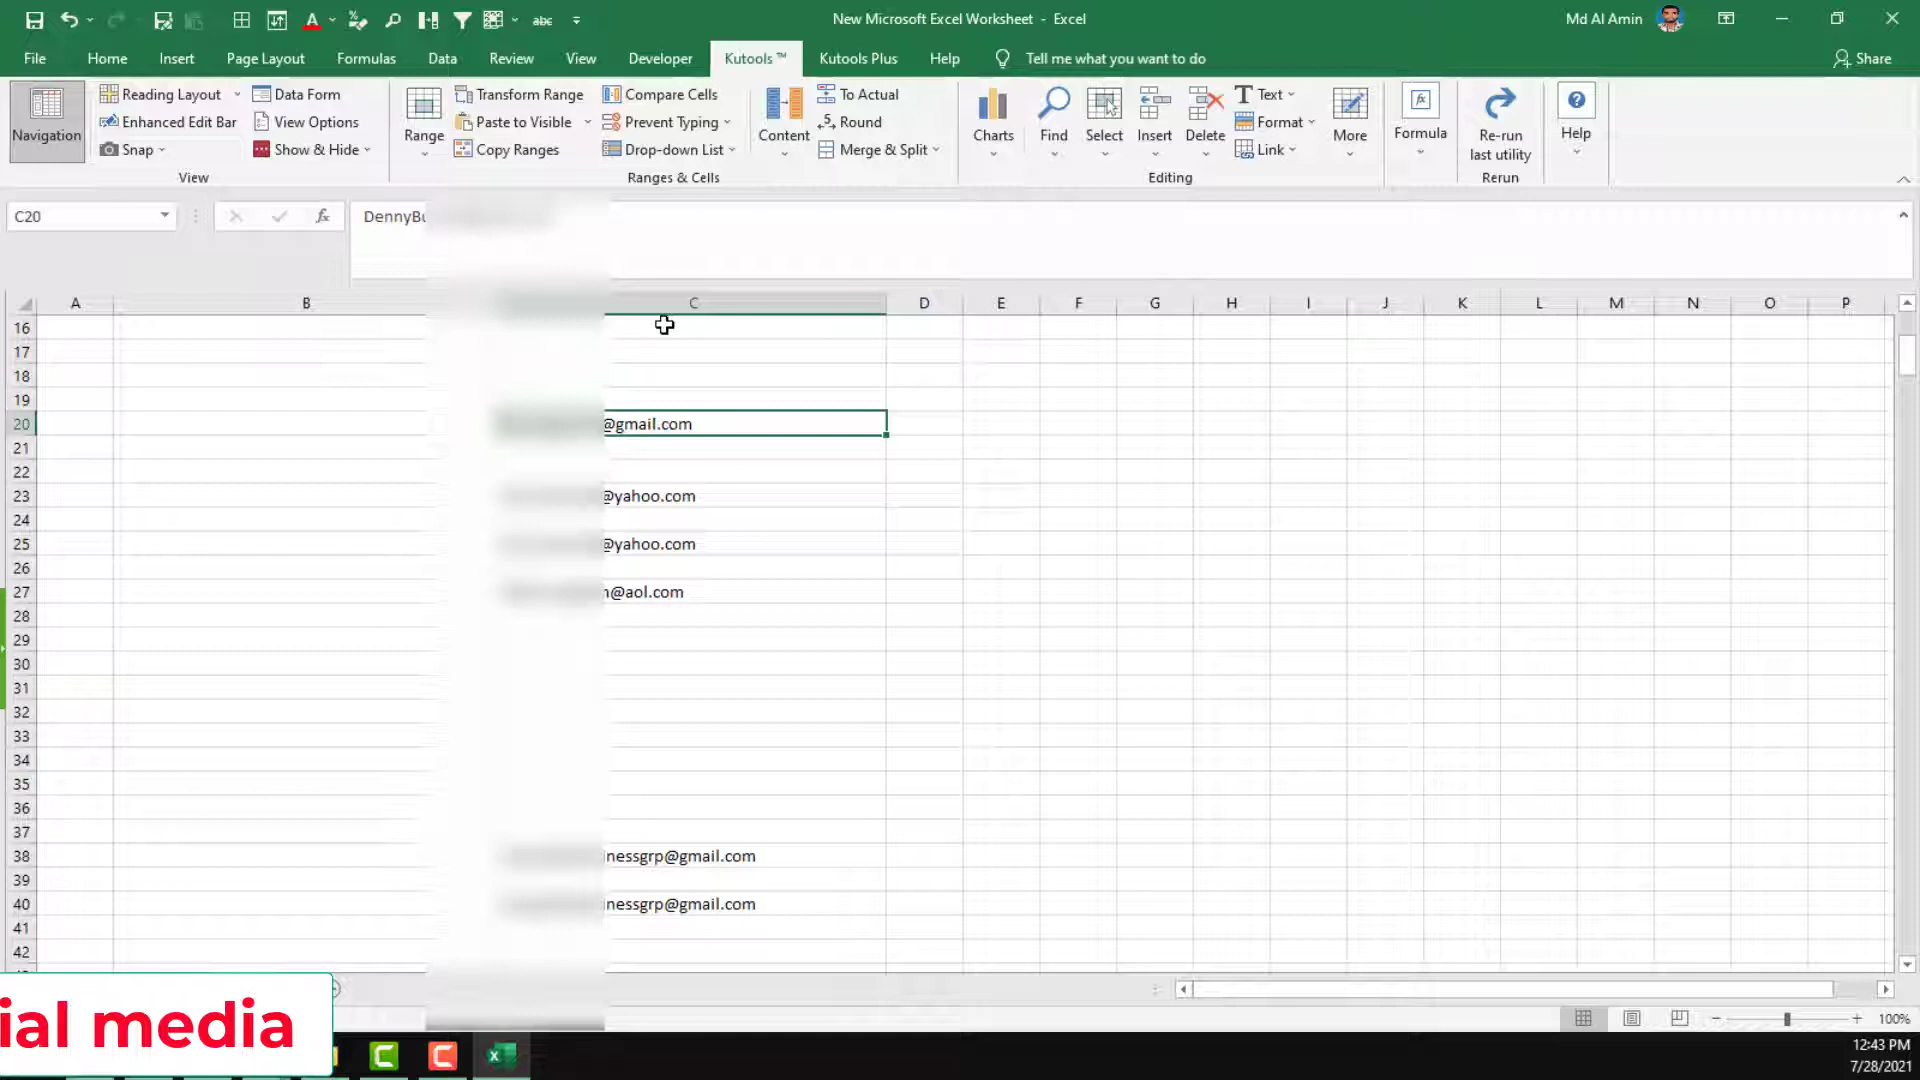 New Microsoft Excel Worksheet - Excel
Md Al Amin
File Home Insert Page Layout Formulas Data Review View Developer Kutools ™ Kutools Plus Help Tell me what you want to do Share
Navigation
Reading Layout
Enhanced Edit Bar
Snap
Data Form
View Options
Show & Hide
View
Range
Transform Range
Paste to Visible
Copy Ranges
Compare Cells
Prevent Typing
Drop-down List
Content
To Actual
Round
Merge & Split
Ranges & Cells
Charts
Find
Select
Insert
Delete
Text
Format
Link
More
Editing
Formula
Re-run
last utility
Rerun
Help
C20
fx
DennyBu
A B C D E F G H I J K L M N O P
16
17
18
19
20 @gmail.com
21
22
23 @yahoo.com
24
25 @yahoo.com
26
27 @aol.com
28
29
30
31
32
33
34
35
36
37
38 inessgrp@gmail.com
39
40 inessgrp@gmail.com
41
42
ial media
100%
12:43 PM
7/28/2021